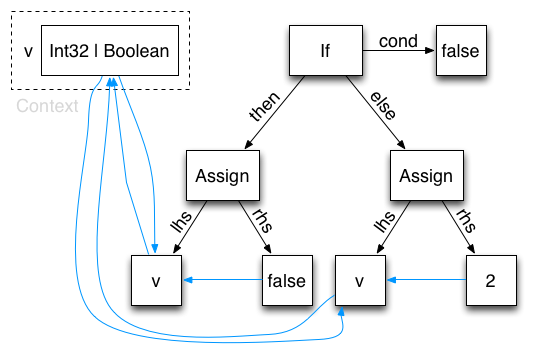 v Int32 | Boolean
Context
If
cond
false
then
else
Assign
Assign
lhs
rhs
lhs
rhs
v
false
v
2